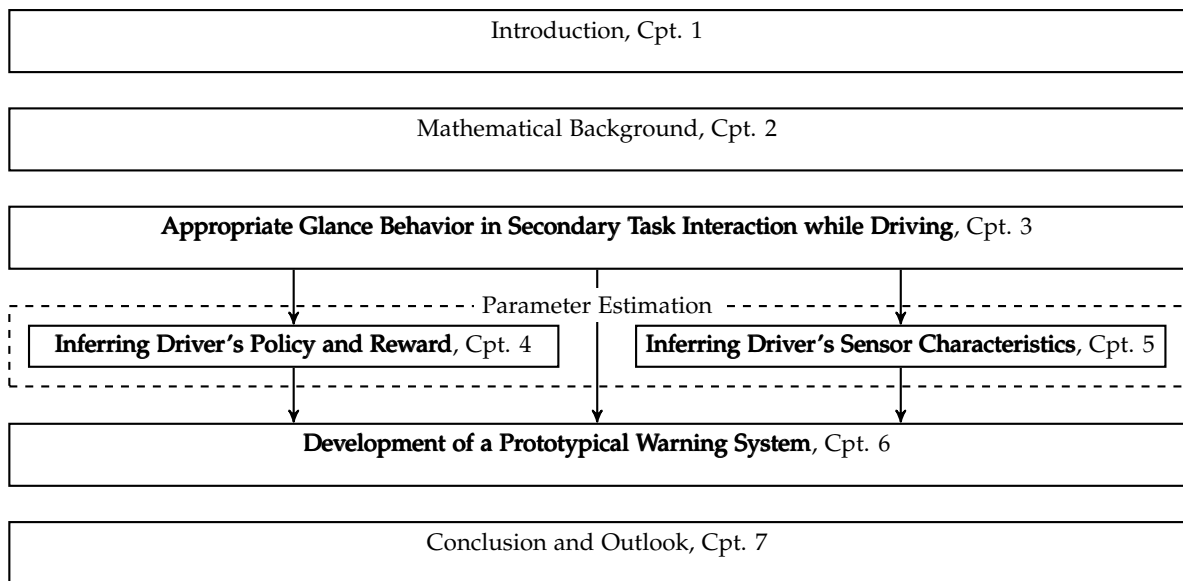 Introduction, Cpt. 1
Mathematical Background, Cpt. 2
Appropriate Glance Behavior in Secondary Task Interaction while Driving, Cpt. 3
Parameter Estimation
Inferring Driver's Policy and Reward, Cpt. 4
Inferring Driver's Sensor Characteristics, Cpt. 5
Development of a Prototypical Warning System, Cpt. 6
Conclusion and Outlook, Cpt. 7